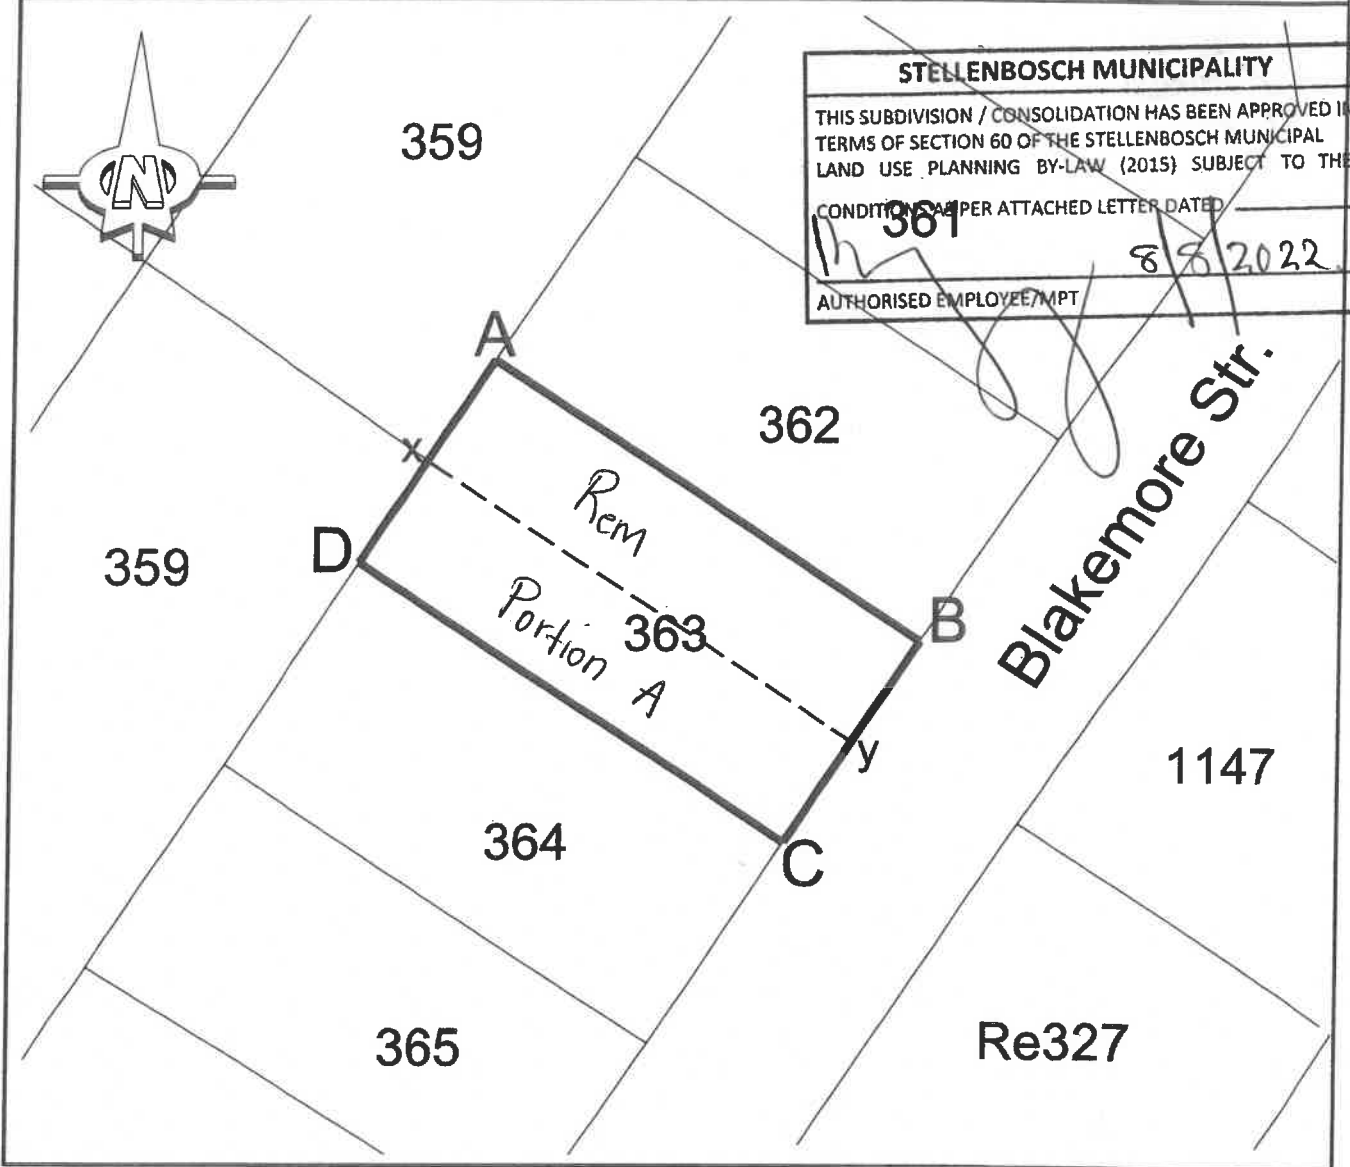 N
STELLENBOSCH MUNICIPALITY
THIS SUBDIVISION / CONSOLIDATION HAS BEEN APPROVED
TERMS OF SECTION 60 OF THE STELLENBOSCH MUNICIPAL
LAND USE PLANNING BY-LAW (2015) SUBJECT TO THE
CONDITIONS AS PER ATTACHED LETTER DATED
8/8/2022
AUTHORISED EMPLOYEE/MPT
359
361
A
362
Blakemore Str.
x
Rem
D
359
Portion A
363
B
y
1147
364
C
365
Re327